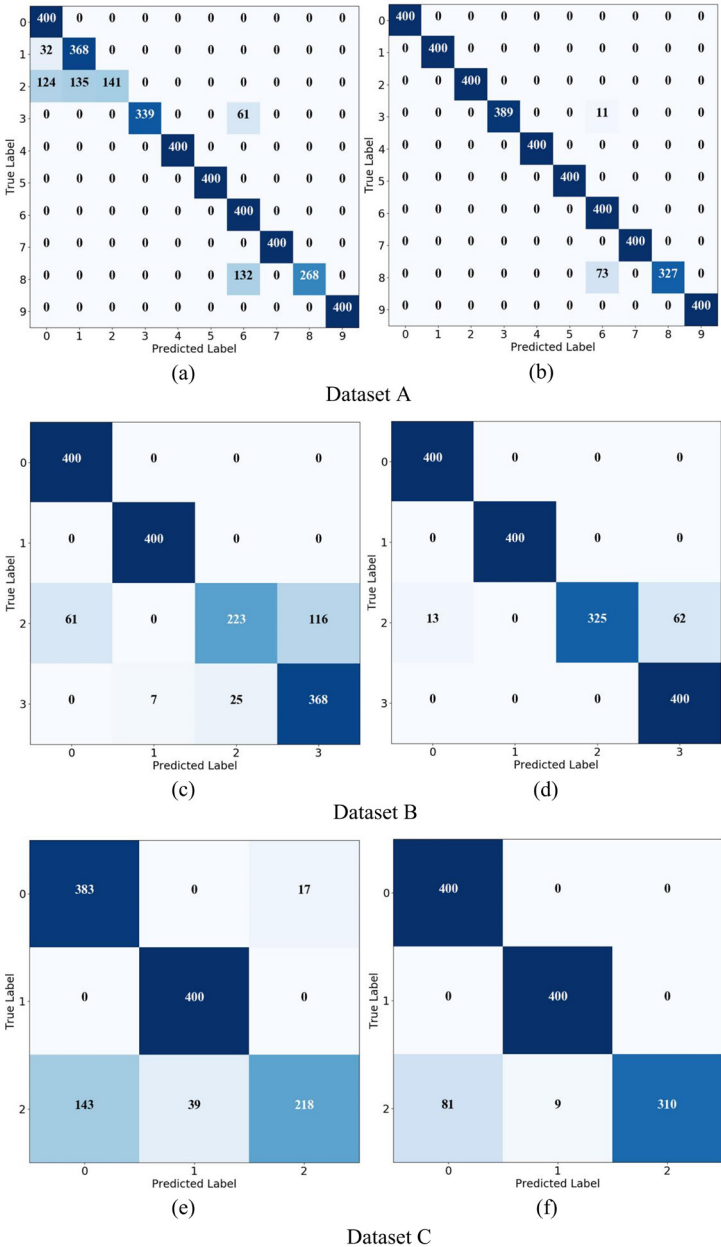 0 400 0 0 0 0 0 0 0 0 0
1 32 368 0 0 0 0 0 0 0 0
2 124 135 141 0 0 0 0 0 0 0
3 0 0 0 339 0 0 61 0 0 0
4 0 0 0 0 400 0 0 0 0 0
5 0 0 0 0 0 400 0 0 0 0
6 0 0 0 0 0 0 400 0 0 0
7 0 0 0 0 0 0 0 400 0 0
8 0 0 0 0 0 0 132 0 268 0
9 0 0 0 0 0 0 0 0 0 400
0 1 2 3 4 5 6 7 8 9
True Label
Predicted Label
(a)
0 400 0 0 0 0 0 0 0 0 0
1 0 400 0 0 0 0 0 0 0 0
2 0 0 400 0 0 0 0 0 0 0
3 0 0 0 389 0 0 11 0 0 0
4 0 0 0 0 400 0 0 0 0 0
5 0 0 0 0 0 400 0 0 0 0
6 0 0 0 0 0 0 400 0 0 0
7 0 0 0 0 0 0 0 400 0 0
8 0 0 0 0 0 0 73 0 327 0
9 0 0 0 0 0 0 0 0 0 400
0 1 2 3 4 5 6 7 8 9
True Label
Predicted Label
(b)
Dataset A
0 400 0 0 0
1 0 400 0 0
2 61 0 223 116
3 0 7 25 368
0 1 2 3
True Label
Predicted Label
(c)
0 400 0 0 0
1 0 400 0 0
2 13 0 325 62
3 0 0 0 400
0 1 2 3
True Label
Predicted Label
(d)
Dataset B
0 383 0 17
1 0 400 0
2 143 39 218
0 1 2
True Label
Predicted Label
(e)
0 400 0 0
1 0 400 0
2 81 9 310
0 1 2
True Label
Predicted Label
(f)
Dataset C